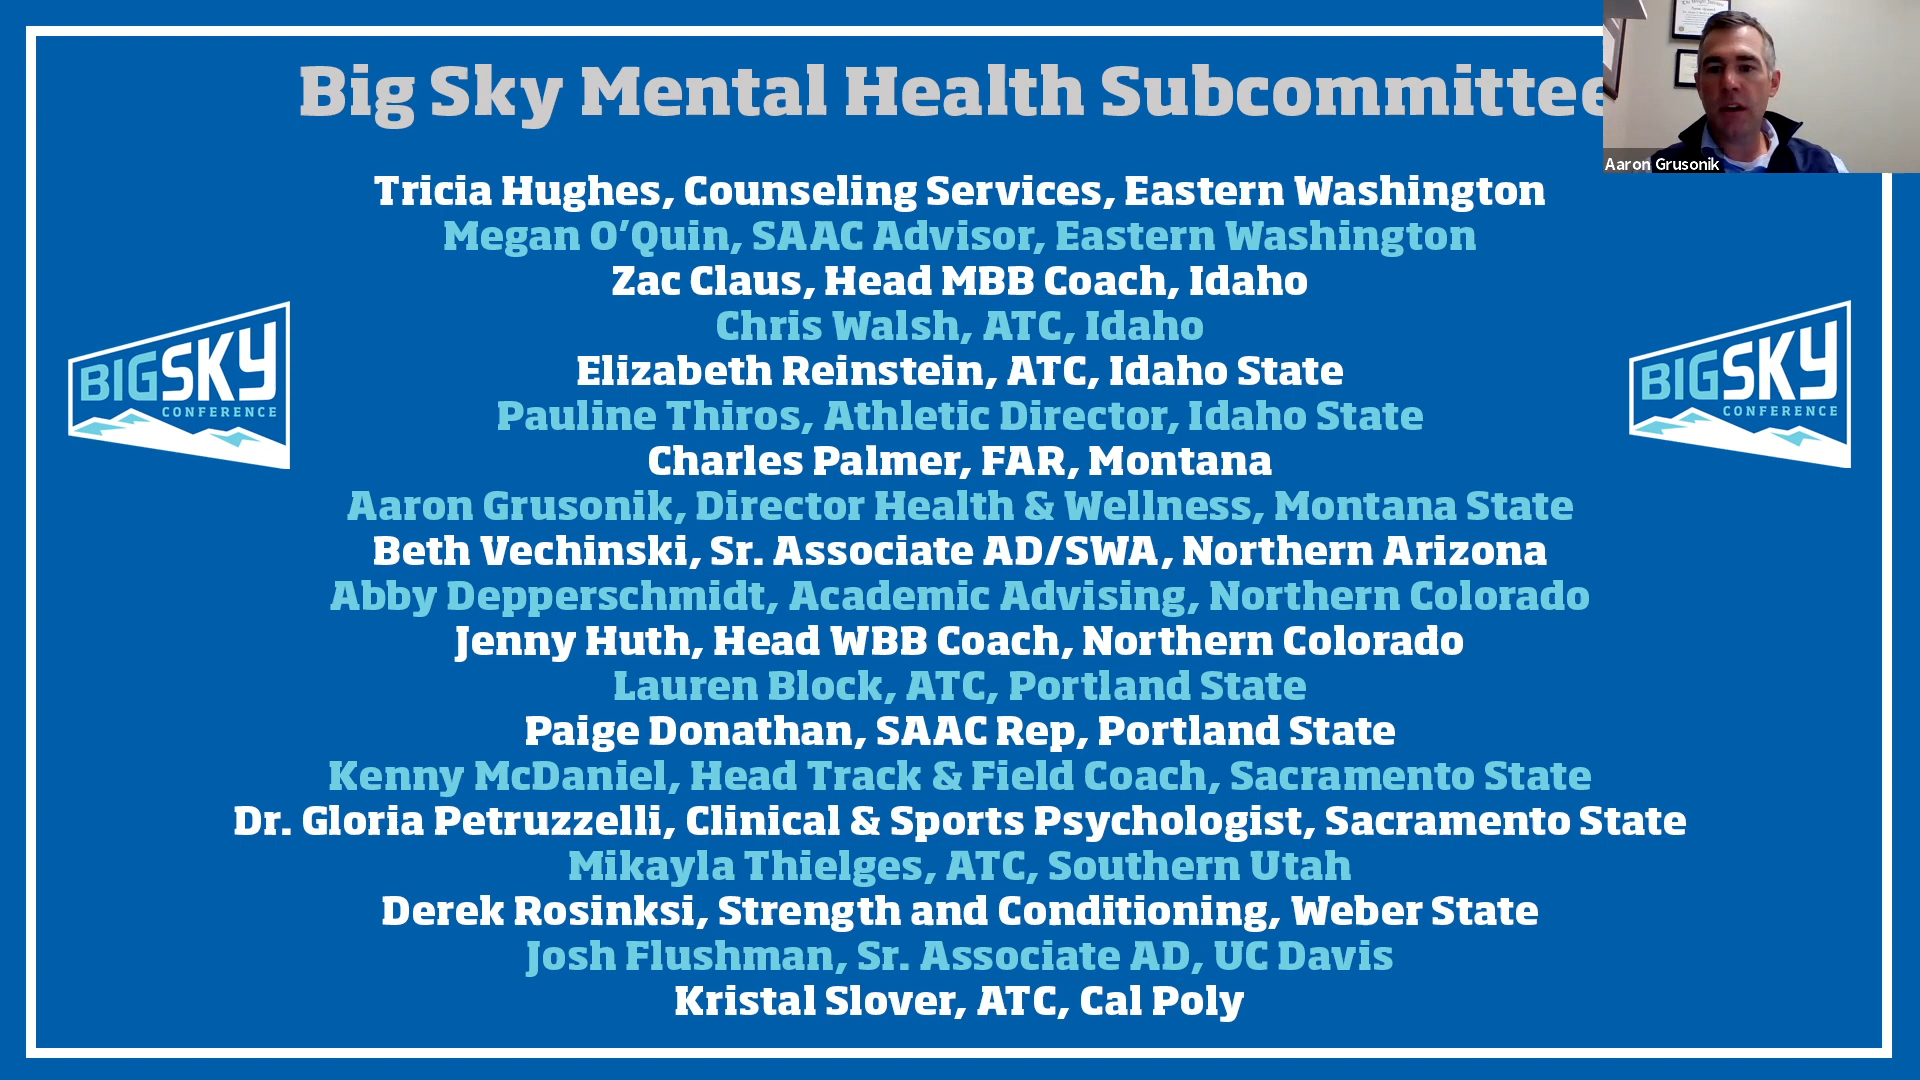 Big Sky Mental Health Subcommittee
Aaron Grusonik
Tricia Hughes, Counseling Services, Eastern Washington
Megan O’Quin, SAAC Advisor, Eastern Washington
Zac Claus, Head MBB Coach, Idaho
Chris Walsh, ATC, Idaho
Elizabeth Reinstein, ATC, Idaho State
Pauline Thiros, Athletic Director, Idaho State
Charles Palmer, FAR, Montana
Aaron Grusonik, Director Health & Wellness, Montana State
Beth Vechinski, Sr. Associate AD/SWA, Northern Arizona
Abby Depperschmidt, Academic Advising, Northern Colorado
Jenny Huth, Head WBB Coach, Northern Colorado
Lauren Block, ATC, Portland State
Paige Donathan, SAAC Rep, Portland State
Kenny McDaniel, Head Track & Field Coach, Sacramento State
Dr. Gloria Petruzzelli, Clinical & Sports Psychologist, Sacramento State
Mikayla Thielges, ATC, Southern Utah
Derek Rosinksi, Strength and Conditioning, Weber State
Josh Flushman, Sr. Associate AD, UC Davis
Kristal Slover, ATC, Cal Poly
BIGSKY
CONFERENCE
BIGSKY
CONFERENCE